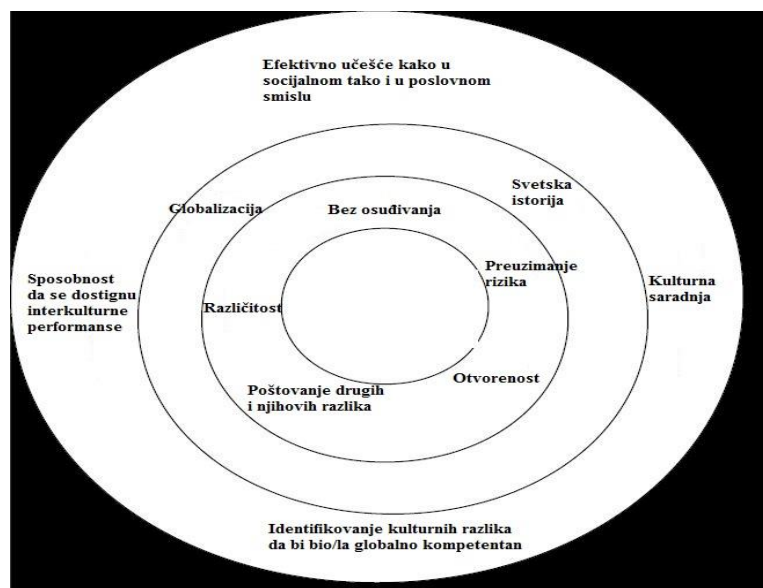 Efektivno učešće kako u
socijalnom tako i u poslovnom
smislu
Svetska
istorija
Globalizacija
Bez osuđivanja
Preuzimanje
rizika
Sposobnost
da se dostignu
interkulturne
performanse
Kulturna
saradnja
Različitost
Otvorenost
Poštovanje drugih
i njihovih razlika
Identifikovanje kulturnih razlika
da bi bio/la globalno kompetentan